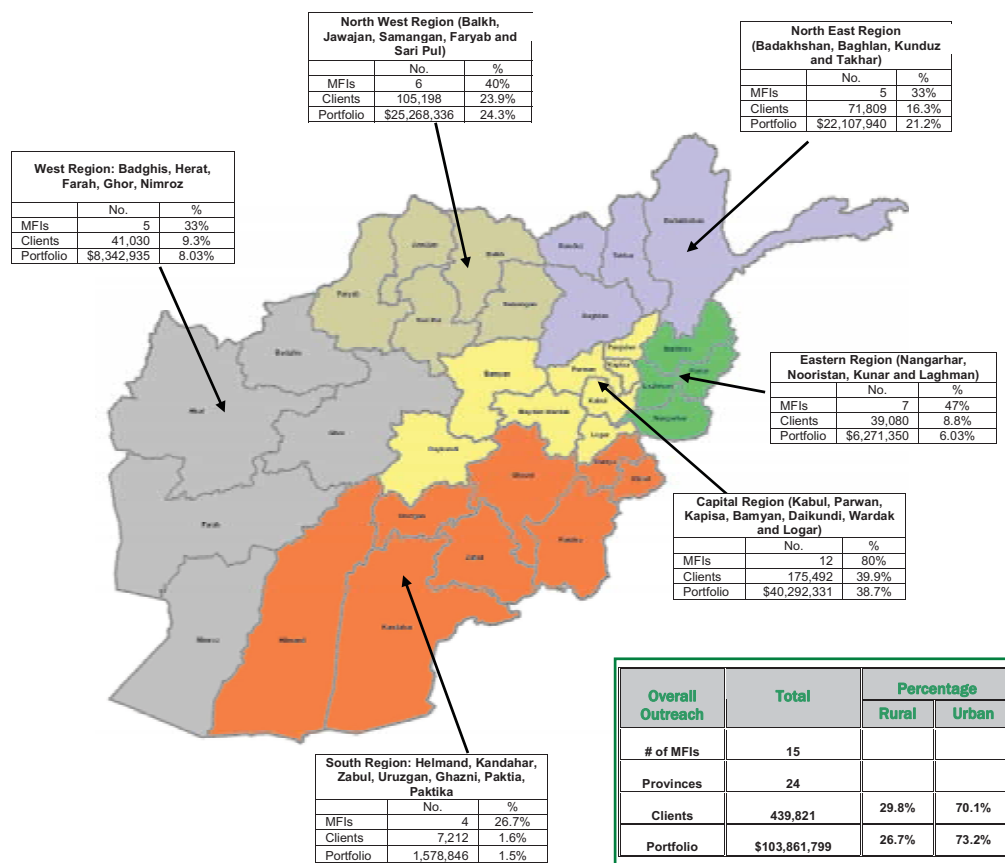 North West Region (Balkh,
Jawajan, Samangan, Faryab and
Sari Pul)
No. %
MFIs 6 40%
Clients 105,198 23.9%
Portfolio $25,268,336 24.3%
North East Region
(Badakhshan, Baghlan, Kunduz
and Takhar)
No. %
MFIs 5 33%
Clients 71,809 16.3%
Portfolio $22,107,940 21.2%
West Region: Badghis, Herat,
Farah, Ghor, Nimroz
No. %
MFIs 5 33%
Clients 41,030 9.3%
Portfolio $8,342,935 8.03%
Eastern Region (Nangarhar,
Nooristan, Kunar and Laghman)
No. %
MFIs 7 47%
Clients 39,080 8.8%
Portfolio $6,271,350 6.03%
Capital Region (Kabul, Parwan,
Kapisa, Bamyan, Daikundi, Wardak
and Logar)
No. %
MFIs 12 80%
Clients 175,492 39.9%
Portfolio $40,292,331 38.7%
South Region: Helmand, Kandahar,
Zabul, Uruzgan, Ghazni, Paktia,
Paktika
No. %
MFIs 4 26.7%
Clients 7,212 1.6%
Portfolio 1,578,846 1.5%
Overall
Outreach
Total
Percentage
Rural Urban
# of MFIs 15
Provinces 24
Clients 439,821 29.8% 70.1%
Portfolio $103,861,799 26.7% 73.2%